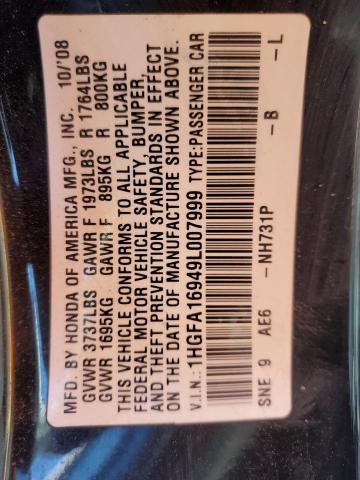 MFD. BY HONDA OF AMERICA MFG., INC. 10/'08
GVWR 3737LBS GAWR F 1973LBS R 1764LBS
GVWR 1695KG GAWR F 895KG R 800KG
THIS VEHICLE CONFORMS TO ALL APPLICABLE
FEDERAL MOTOR VEHICLE SAFETY, BUMPER,
AND THEFT PREVENTION STANDARDS IN EFFECT
ON THE DATE OF MANUFACTURE SHOWN ABOVE.
V.I.N.:1HGFA16949L007999 TYPE:PASSENGER CAR
SNE 9 AE6 -NH731P -B -L